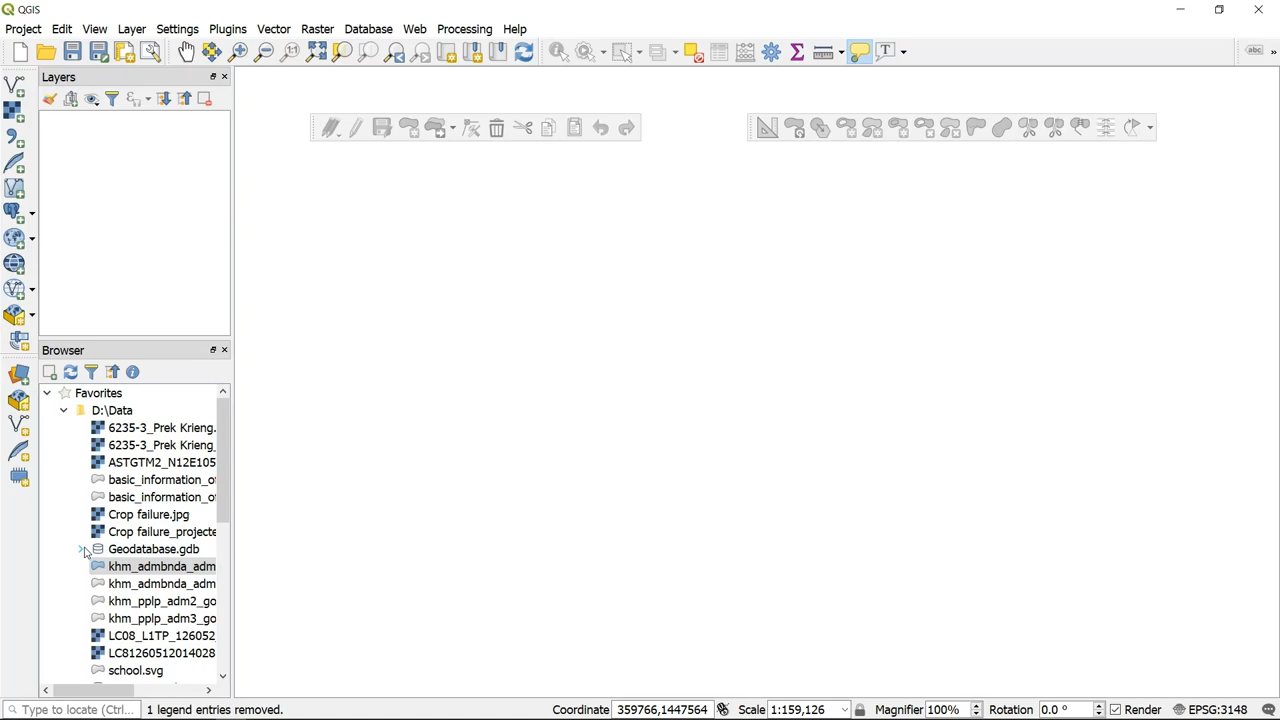 QGIS
Project Edit View Layer Settings Plugins Vector Raster Database Web Processing Help
1:1
T
abc »
Layers
Browser
Favorites
D:\Data
6235-3_Prek Krieng.
6235-3_Prek Krieng_
ASTGTM2_N12E105
basic_information_o
basic_information_o
Crop failure.jpg
Crop failure_projecte
Geodatabase.gdb
khm_admbnda_adm
khm_admbnda_adm
khm_pplp_adm2_go
khm_pplp_adm3_go
LC08_L1TP_126052
LC81260512014028
school.svg
Type to locate (Ctrl... 1 legend entries removed. Coordinate 359766,1447564 Scale 1:159,126 Magnifier 100% Rotation 0.0 ° Render EPSG:3148